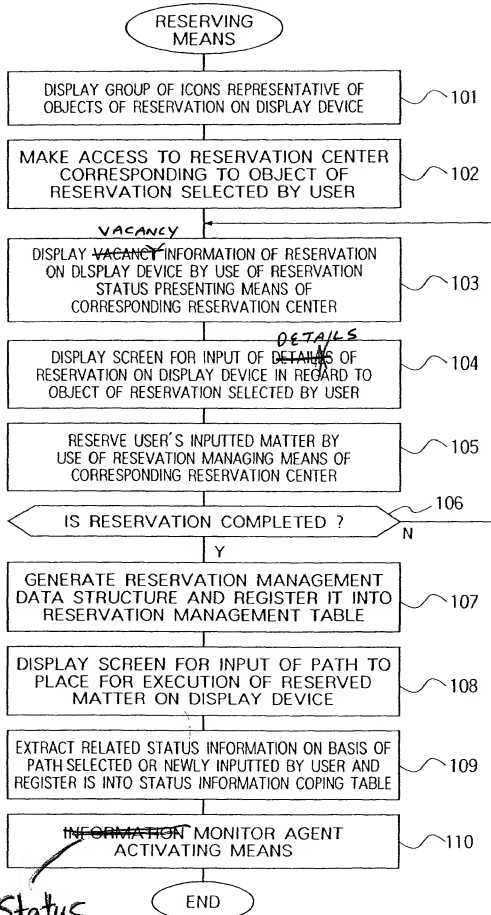 RESERVING
MEANS
DISPLAY GROUP OF ICONS REPRESENTATIVE OF
OBJECTS OF RESERVATION ON DISPLAY DEVICE
101
MAKE ACCESS TO RESERVATION CENTER
CORRESPONDING TO OBJECT OF
RESERVATION SELECTED BY USER
102
VACANCY
DISPLAY VACANCY INFORMATION OF RESERVATION
ON DISPLAY DEVICE BY USE OF RESERVATION
STATUS PRESENTING MEANS OF
CORRESPONDING RESERVATION CENTER
103
DETAILS
DISPLAY SCREEN FOR INPUT OF DETAILS OF
RESERVATION ON DISPLAY DEVICE IN REGARD TO
OBJECT OF RESERVATION SELECTED BY USER
104
RESERVE USER'S INPUTTED MATTER BY
USE OF RESEVATION MANAGING MEANS OF
CORRESPONDING RESERVATION CENTER
105
IS RESERVATION COMPLETED ?
106
N
Y
GENERATE RESERVATION MANAGEMENT
DATA STRUCTURE AND REGISTER IT INTO
RESERVATION MANAGEMENT TABLE
107
DISPLAY SCREEN FOR INPUT OF PATH TO
PLACE FOR EXECUTION OF RESERVED
MATTER ON DISPLAY DEVICE
108
EXTRACT RELATED STATUS INFORMATION ON BASIS OF
PATH SELECTED OR NEWLY INPUTTED BY USER AND
REGISTER IS INTO STATUS INFORMATION COPING TABLE
109
INFORMATION MONITOR AGENT
ACTIVATING MEANS
110
Status
END